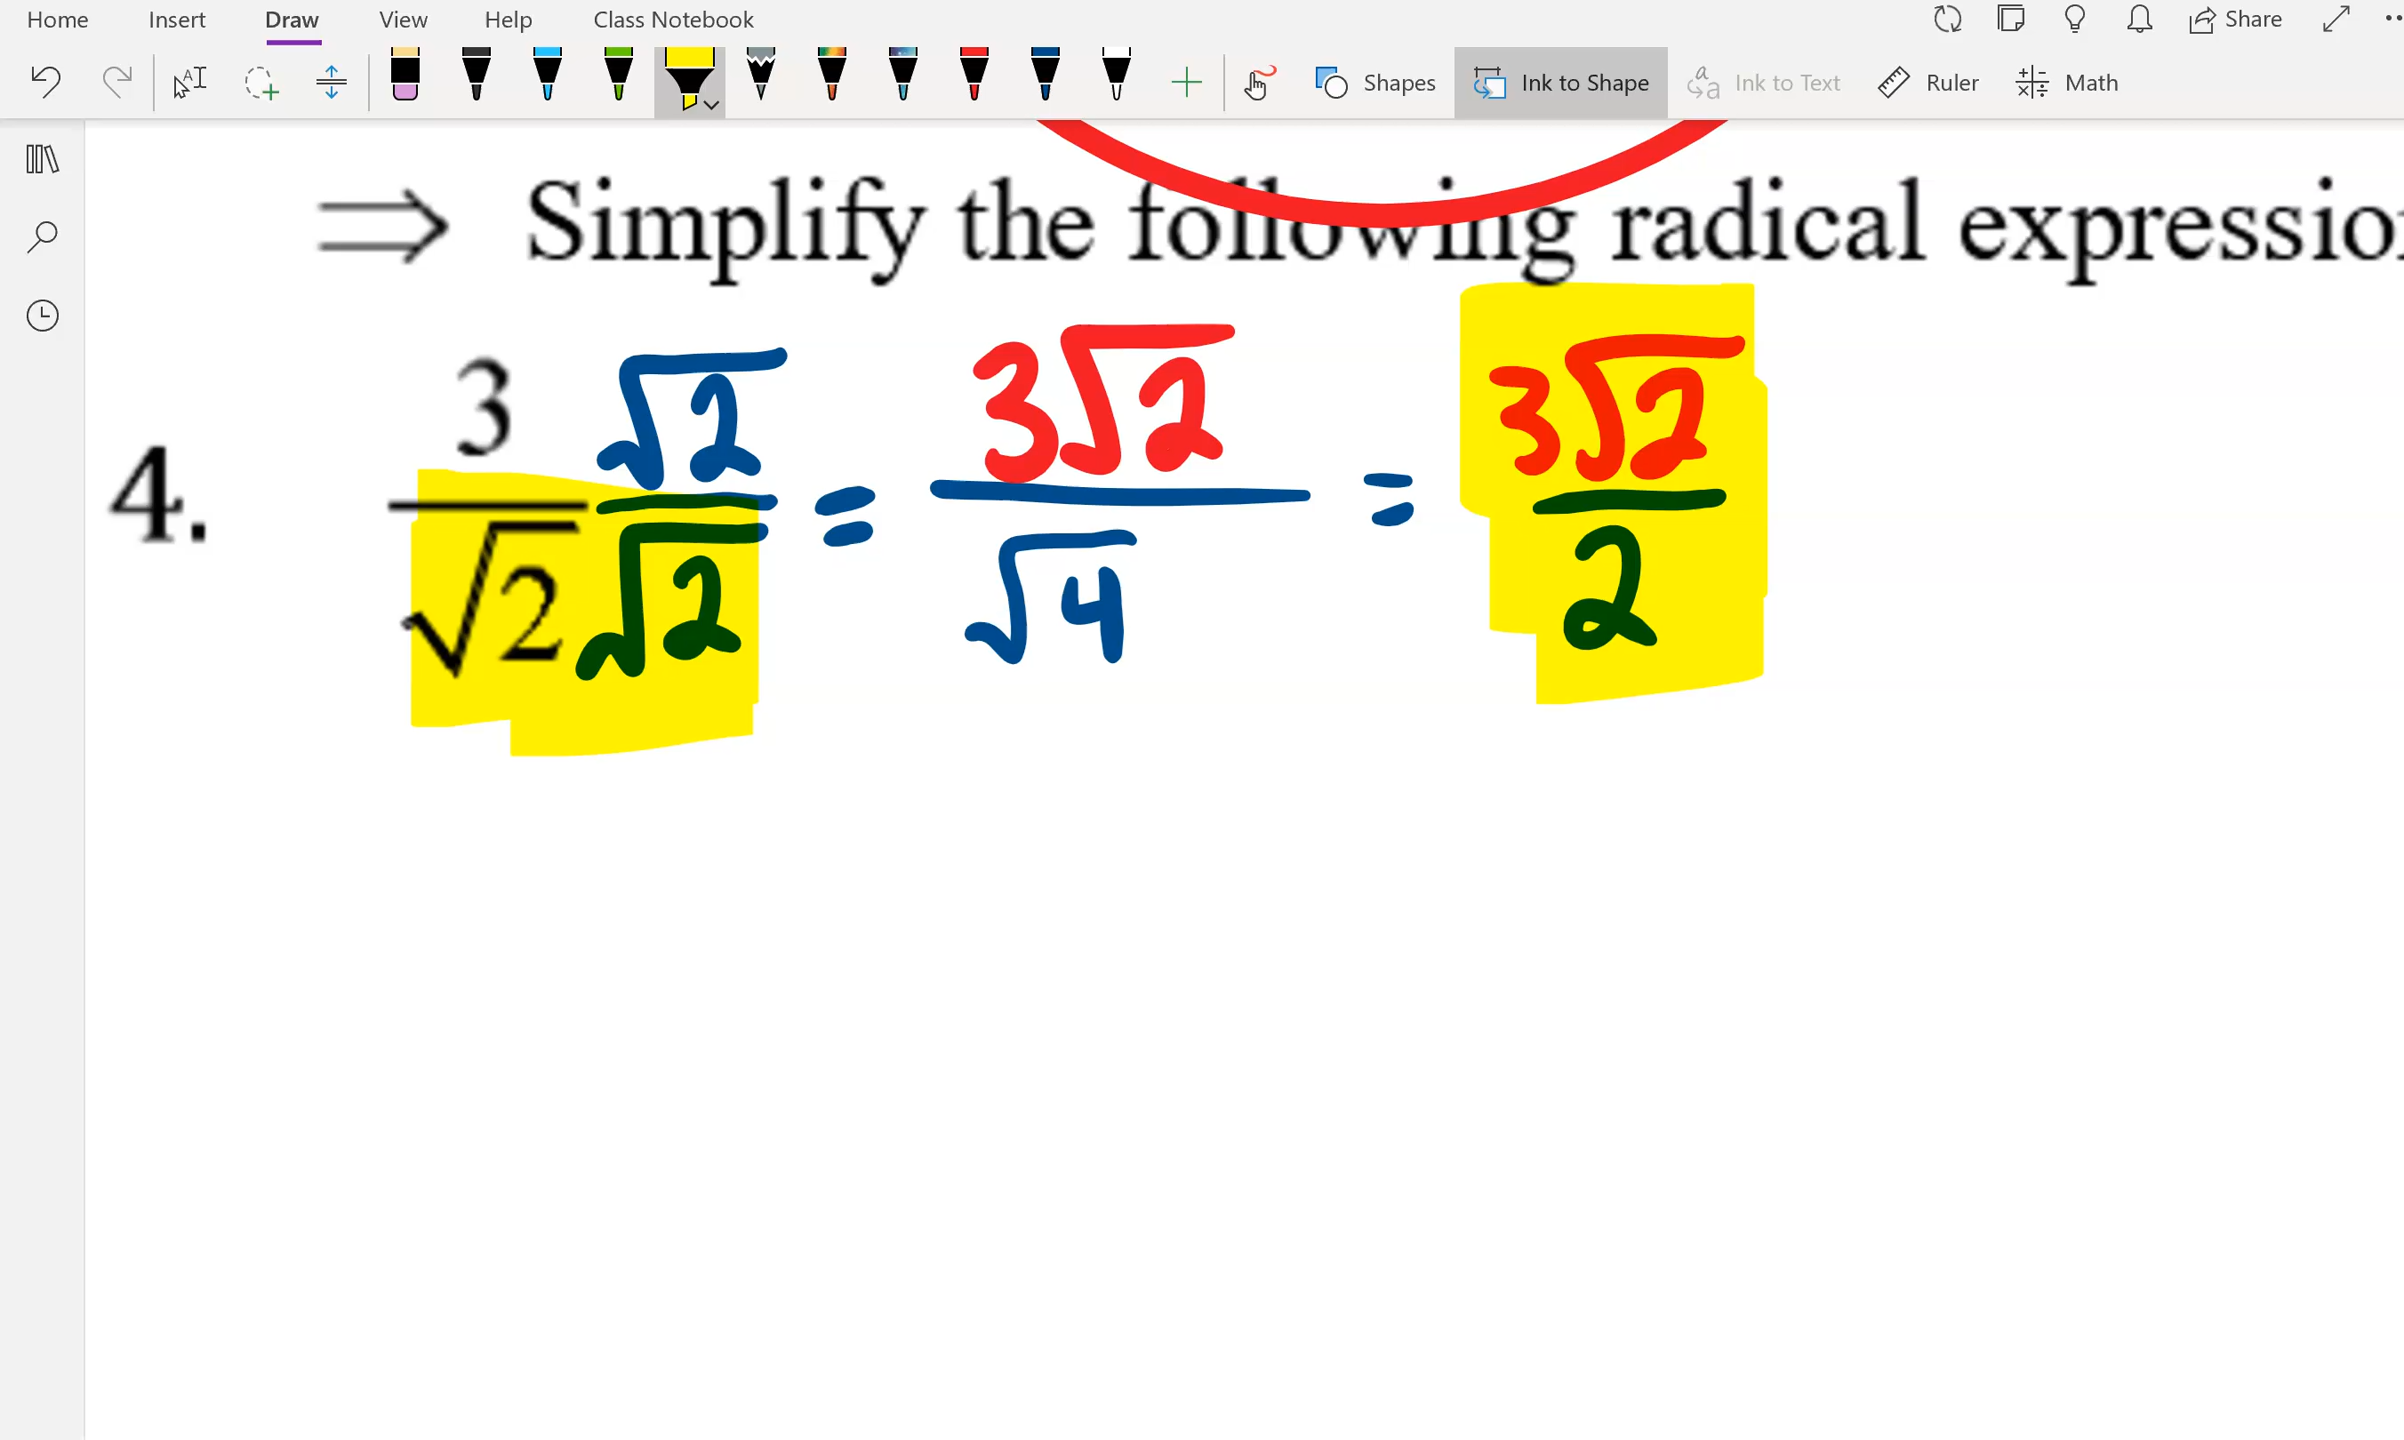 Home Insert Draw View Help Class Notebook Share
Shapes Ink to Shape Ink to Text Ruler Math
⇒ Simplify the following radical expressio
4. 3/√2 √2/√2 = 3√2/√4 = 3√2/2